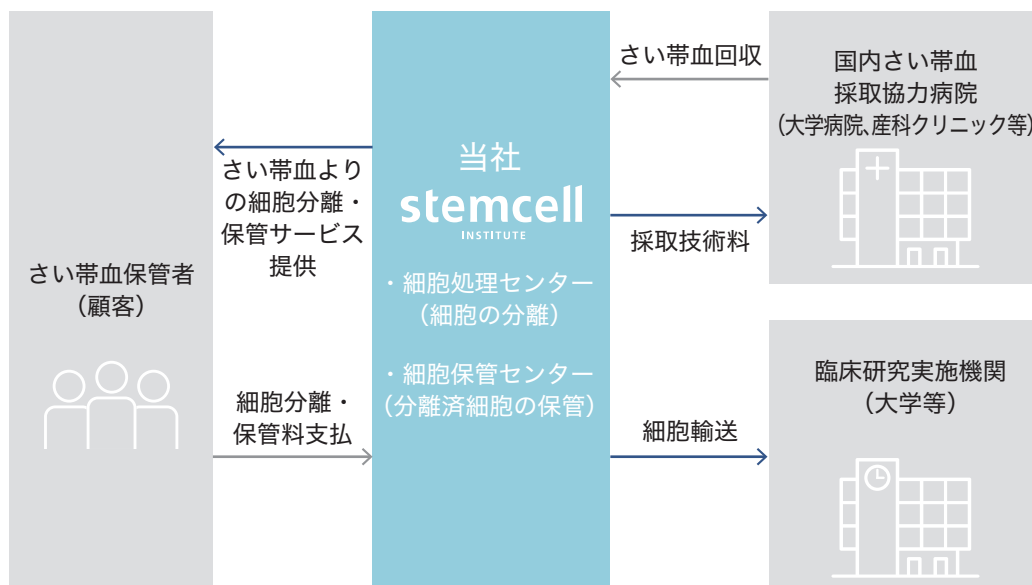 さい帯血保管者
（顧客）
さい帯血より
の細胞分離・
保管サービス
提供
細胞分離・
保管料支払
当社
stemcell
INSTITUTE
・細胞処理センター
（細胞の分離）
・細胞保管センター
（分離済細胞の保管）
さい帯血回収
採取技術料
細胞輸送
国内さい帯血
採取協力病院
（大学病院、産科クリニック等）
臨床研究実施機関
（大学等）